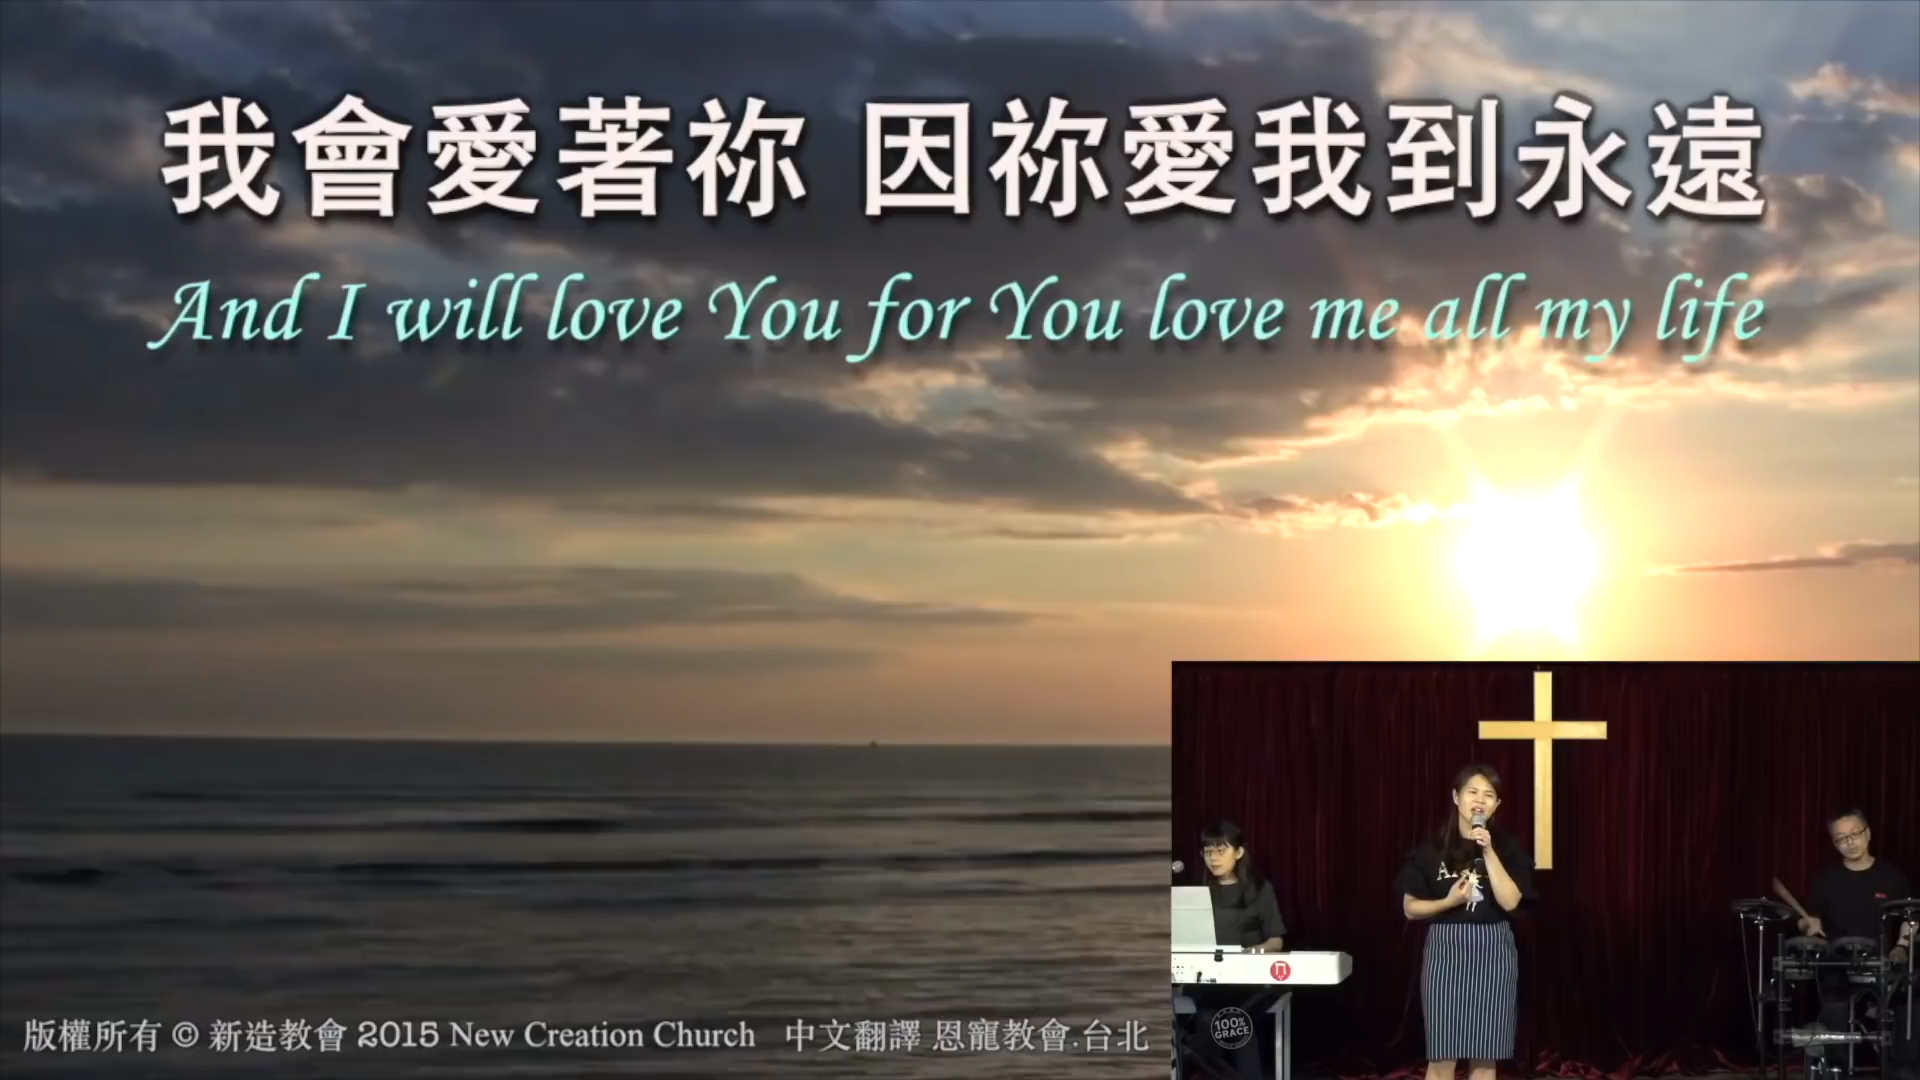 我會愛著祢 因祢愛我到永遠
And I will love You for You love me all my life
版權所有 © 新造教會 2015 New Creation Church 中文翻譯 恩寵教會.台北
100%
GRACE